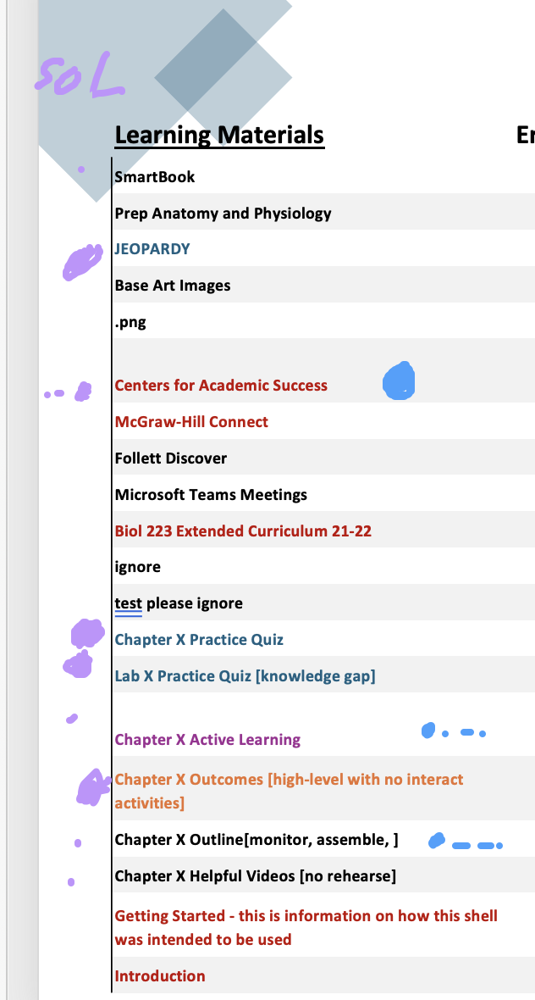 SOL
Learning Materials
SmartBook
Prep Anatomy and Physiology
JEOPARDY
Base Art Images
.png
Centers for Academic Success
McGraw-Hill Connect
Follett Discover
Microsoft Teams Meetings
Biol 223 Extended Curriculum 21-22
ignore
test please ignore
Chapter X Practice Quiz
Lab X Practice Quiz [knowledge gap]
Chapter X Active Learning
Chapter X Outcomes [high-level with no interact
activities]
Chapter X Outline[monitor, assemble, ]
Chapter X Helpful Videos [no rehearse]
Getting Started - this is information on how this shell
was intended to be used
Introduction